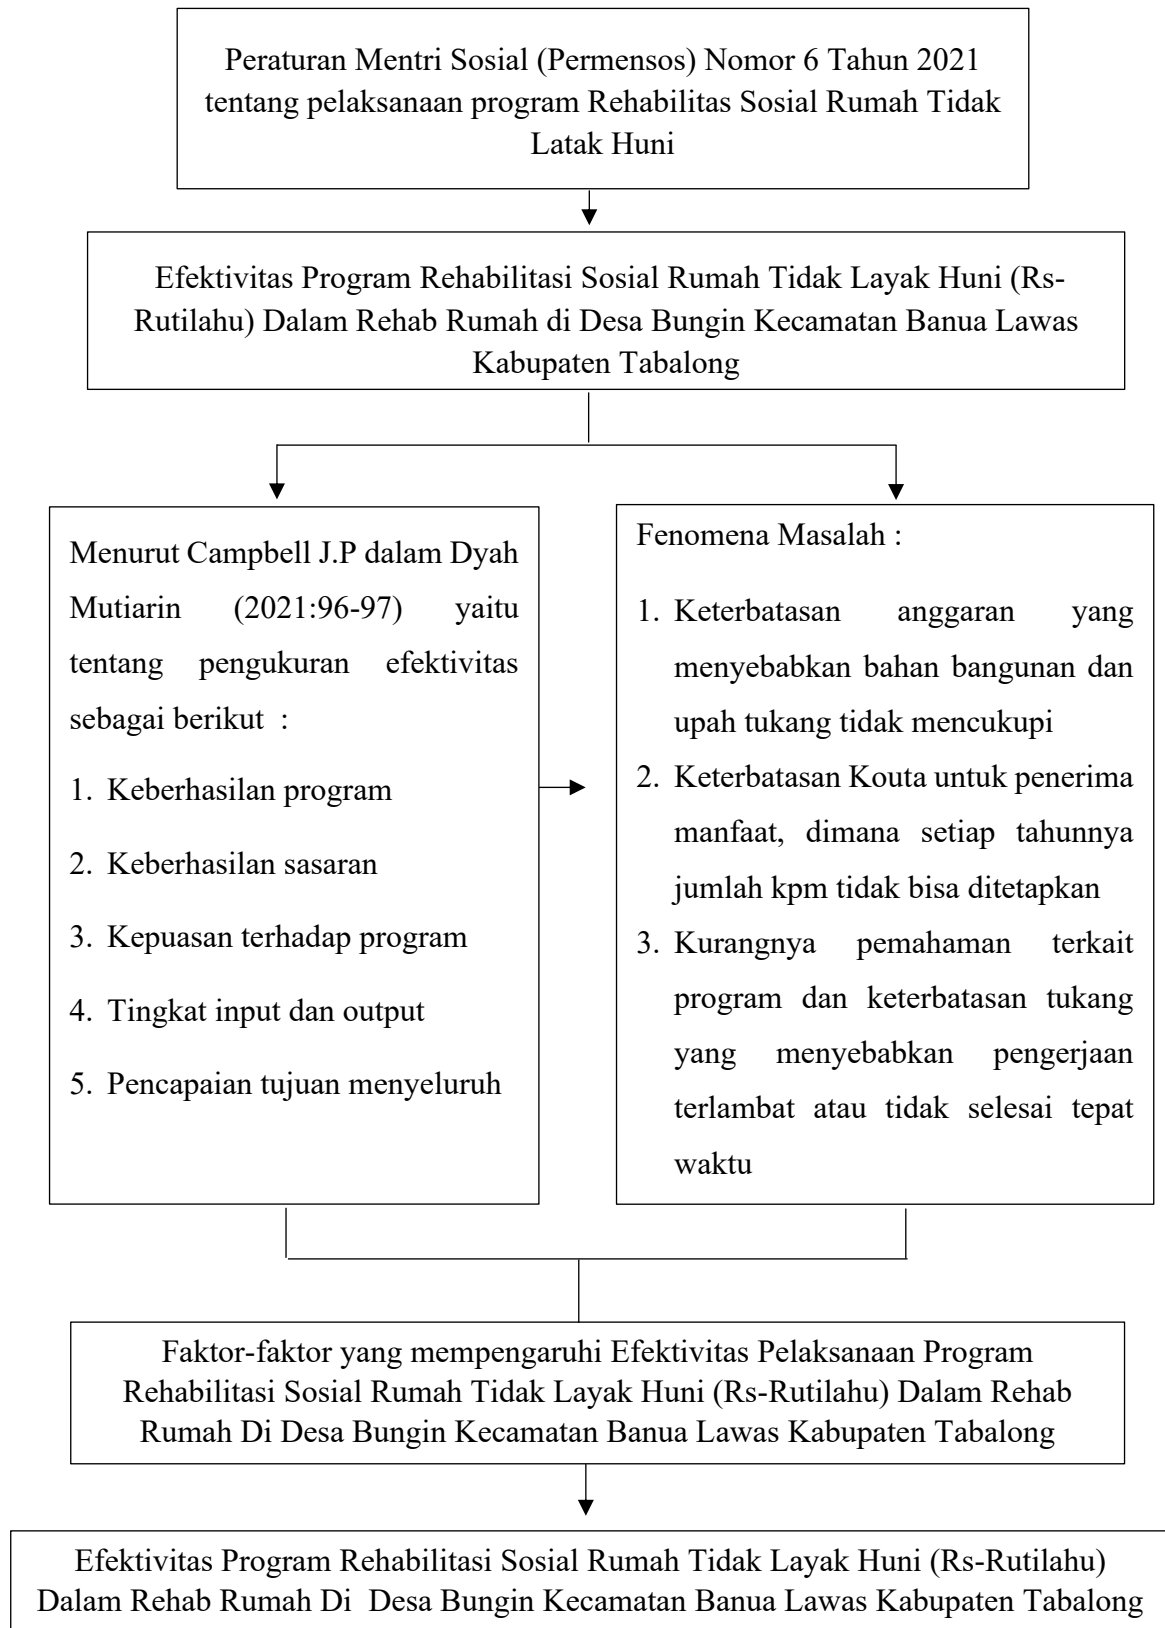 Peraturan Mentri Sosial (Permensos) Nomor 6 Tahun 2021
tentang pelaksanaan program Rehabilitas Sosial Rumah Tidak
Latak Huni
Efektivitas Program Rehabilitasi Sosial Rumah Tidak Layak Huni (Rs-
Rutilahu) Dalam Rehab Rumah di Desa Bungin Kecamatan Banua Lawas
Kabupaten Tabalong
Menurut Campbell J.P dalam Dyah
Mutiarin (2021:96-97) yaitu
tentang pengukuran efektivitas
sebagai berikut :
1. Keberhasilan program
2. Keberhasilan sasaran
3. Kepuasan terhadap program
4. Tingkat input dan output
5. Pencapaian tujuan menyeluruh
Fenomena Masalah :
1. Keterbatasan anggaran yang
menyebabkan bahan bangunan dan
upah tukang tidak mencukupi
2. Keterbatasan Kouta untuk penerima
manfaat, dimana setiap tahunnya
jumlah kpm tidak bisa ditetapkan
3. Kurangnya pemahaman terkait
program dan keterbatasan tukang
yang menyebabkan pengerjaan
terlambat atau tidak selesai tepat
waktu
Faktor-faktor yang mempengaruhi Efektivitas Pelaksanaan Program
Rehabilitasi Sosial Rumah Tidak Layak Huni (Rs-Rutilahu) Dalam Rehab
Rumah Di Desa Bungin Kecamatan Banua Lawas Kabupaten Tabalong
Efektivitas Program Rehabilitasi Sosial Rumah Tidak Layak Huni (Rs-Rutilahu)
Dalam Rehab Rumah Di Desa Bungin Kecamatan Banua Lawas Kabupaten Tabalong